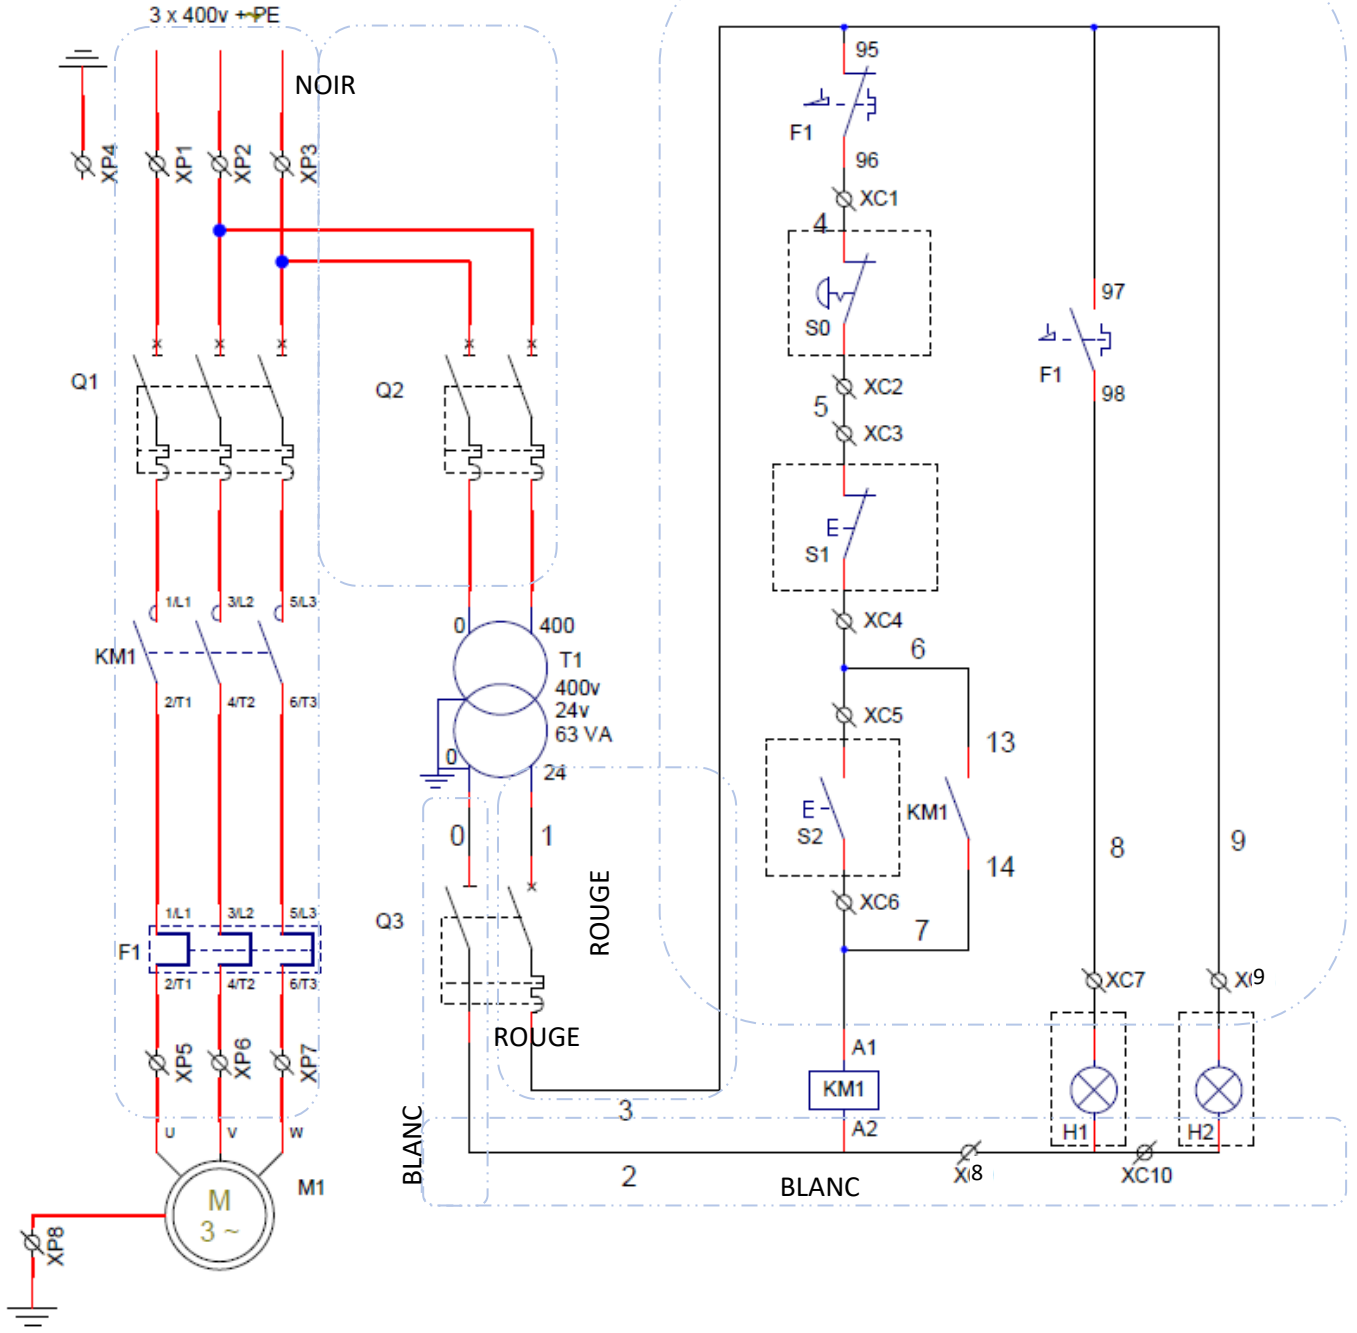 3 x 400v + PE
NOIR
XP4
XP1
XP2
XP3
Q1
Q2
1/L1
3/L2
5/L3
KM1
2/T1
4/T2
6/T3
0
400
T1
400v
24v
63 VA
0
24
0
1
Q3
ROUGE
ROUGE
1/L1
3/L2
5/L3
F1
2/T1
4/T2
6/T3
XP5
XP6
XP7
U
V
W
M
3 ~
M1
XP8
BLANC
3
2
BLANC
95
F1
96
XC1
4
S0
XC2
5
XC3
E
S1
XC4
6
XC5
13
E
S2
KM1
14
XC6
7
A1
KM1
A2
97
F1
98
8
9
XC7
X(9
H1
H2
X(8
XC10